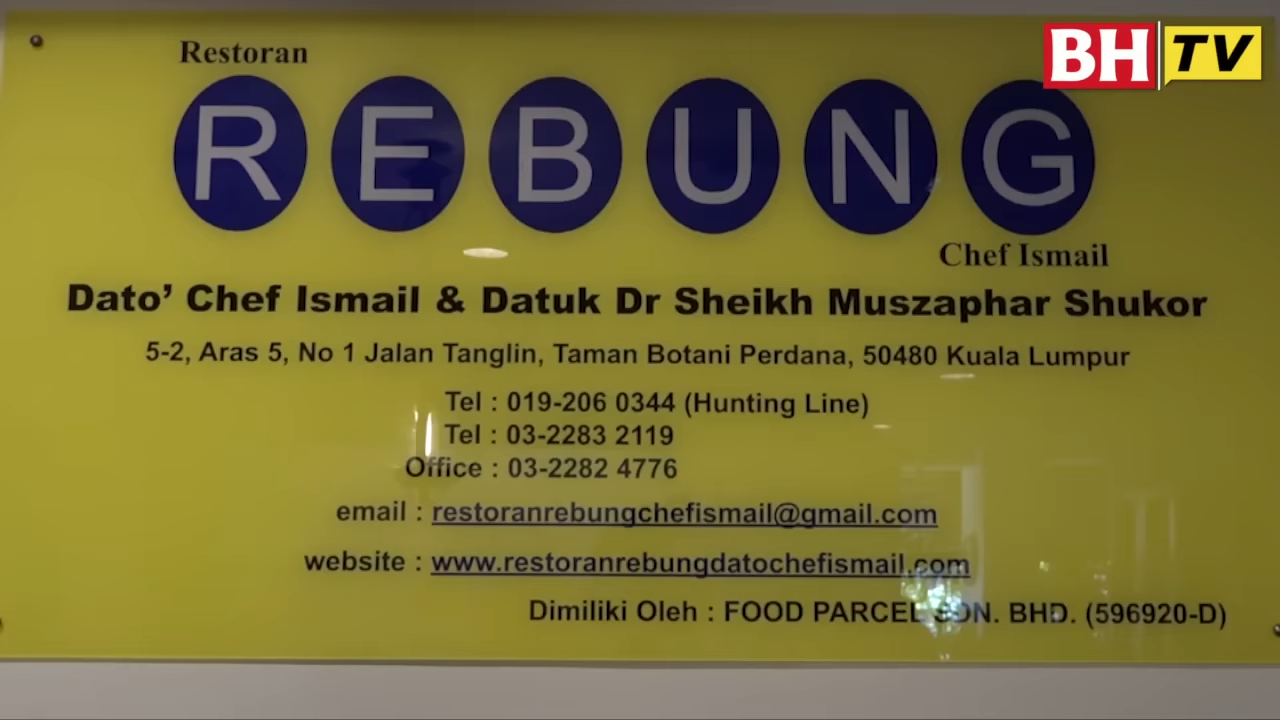 BH TV
Restoran
REBUNG
Chef Ismail
Dato' Chef Ismail & Datuk Dr Sheikh Muszaphar Shukor
5-2, Aras 5, No 1 Jalan Tanglin, Taman Botani Perdana, 50480 Kuala Lumpur
Tel : 019-206 0344 (Hunting Line)
Tel : 03-2283 2119
Office : 03-2282 4776
email : restoranrebungchefismail@gmail.com
website : www.restoranrebungdatochefismail.com
Dimiliki Oleh : FOOD PARCEL SDN. BHD. (596920-D)